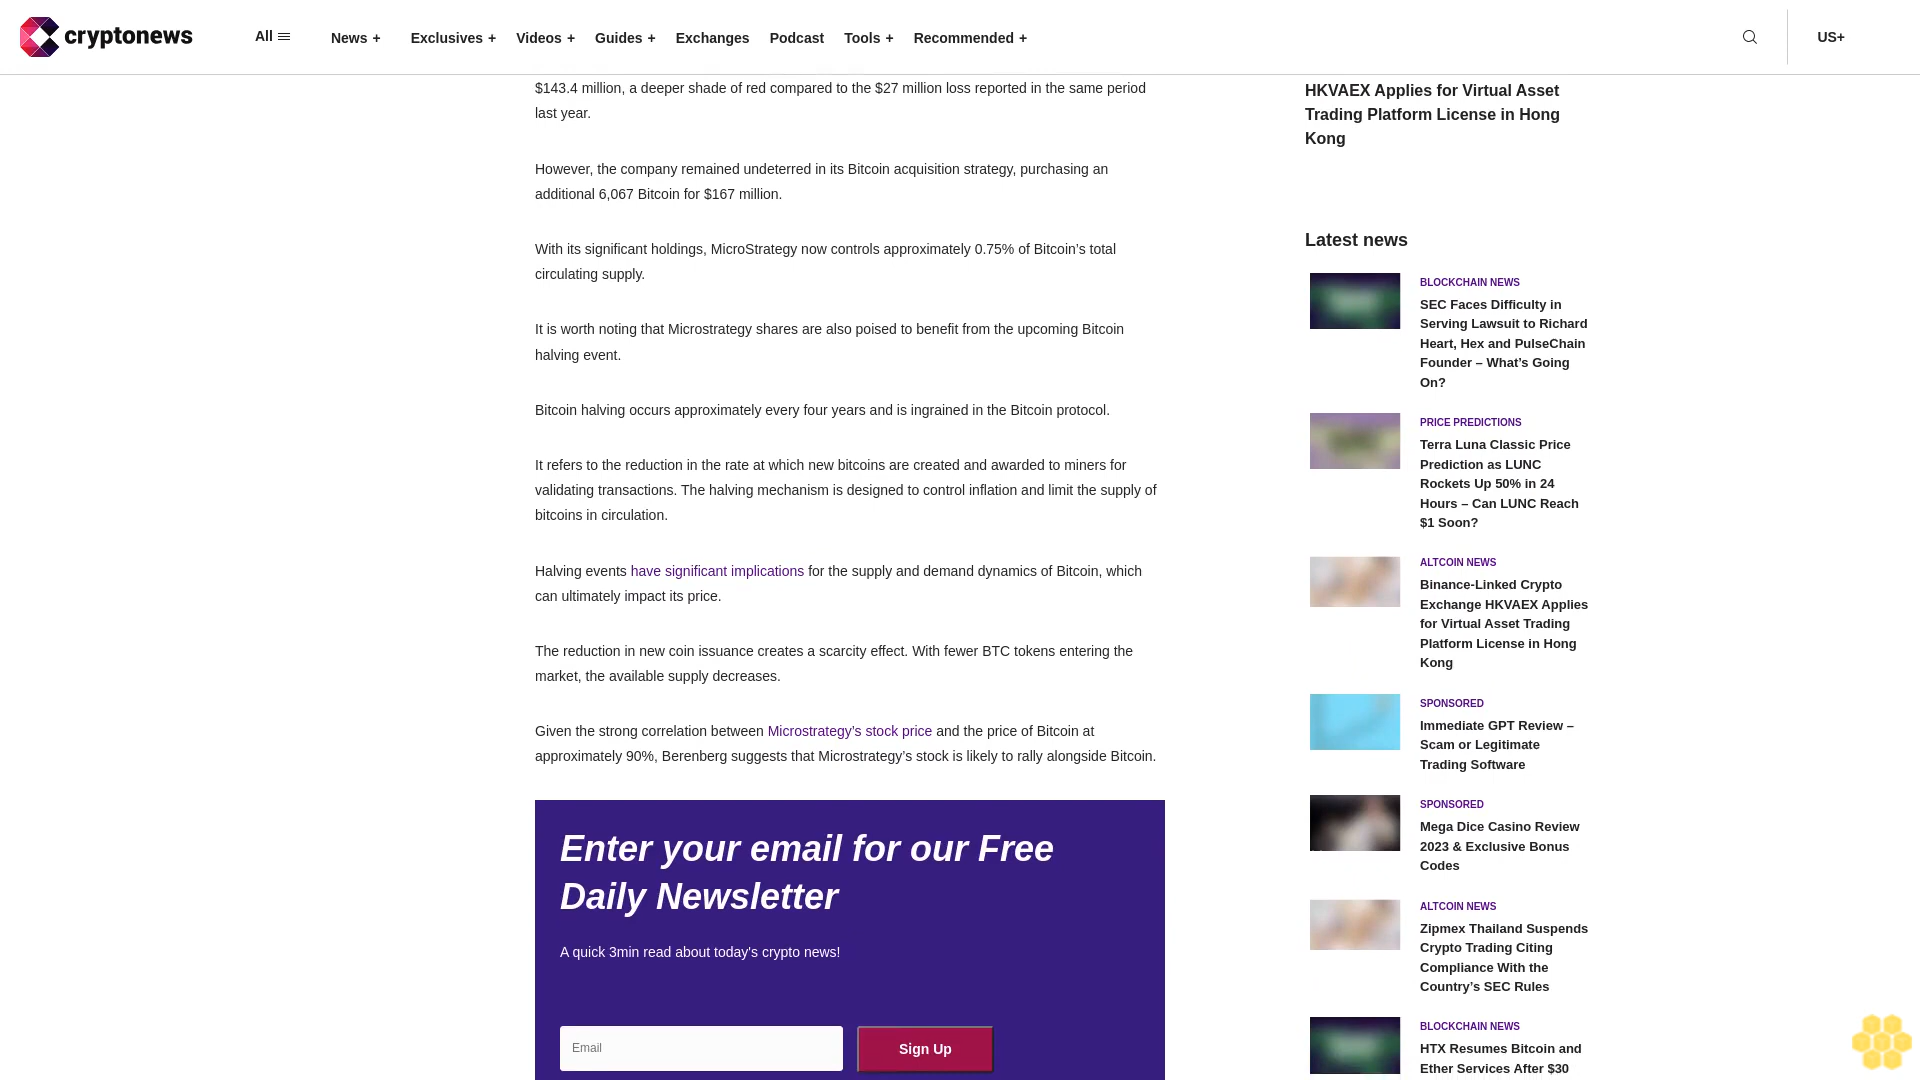 cryptonews
All
News +
Exclusives +
Videos +
Guides +
Exchanges
Podcast
Tools +
Recommended +
US+
$143.4 million, a deeper shade of red compared to the $27 million loss reported in the same period
last year.
However, the company remained undeterred in its Bitcoin acquisition strategy, purchasing an
additional 6,067 Bitcoin for $167 million.
With its significant holdings, MicroStrategy now controls approximately 0.75% of Bitcoin’s total
circulating supply.
It is worth noting that Microstrategy shares are also poised to benefit from the upcoming Bitcoin
halving event.
Bitcoin halving occurs approximately every four years and is ingrained in the Bitcoin protocol.
It refers to the reduction in the rate at which new bitcoins are created and awarded to miners for
validating transactions. The halving mechanism is designed to control inflation and limit the supply of
bitcoins in circulation.
Halving events have significant implications for the supply and demand dynamics of Bitcoin, which
can ultimately impact its price.
The reduction in new coin issuance creates a scarcity effect. With fewer BTC tokens entering the
market, the available supply decreases.
Given the strong correlation between Microstrategy’s stock price and the price of Bitcoin at
approximately 90%, Berenberg suggests that Microstrategy’s stock is likely to rally alongside Bitcoin.
Enter your email for our Free
Daily Newsletter
A quick 3min read about today's crypto news!
Email
Sign Up
HKVAEX Applies for Virtual Asset
Trading Platform License in Hong
Kong
Latest news
BLOCKCHAIN NEWS
SEC Faces Difficulty in
Serving Lawsuit to Richard
Heart, Hex and PulseChain
Founder – What’s Going
On?
PRICE PREDICTIONS
Terra Luna Classic Price
Prediction as LUNC
Rockets Up 50% in 24
Hours – Can LUNC Reach
$1 Soon?
ALTCOIN NEWS
Binance-Linked Crypto
Exchange HKVAEX Applies
for Virtual Asset Trading
Platform License in Hong
Kong
SPONSORED
Immediate GPT Review –
Scam or Legitimate
Trading Software
SPONSORED
Mega Dice Casino Review
2023 & Exclusive Bonus
Codes
ALTCOIN NEWS
Zipmex Thailand Suspends
Crypto Trading Citing
Compliance With the
Country’s SEC Rules
BLOCKCHAIN NEWS
HTX Resumes Bitcoin and
Ether Services After $30